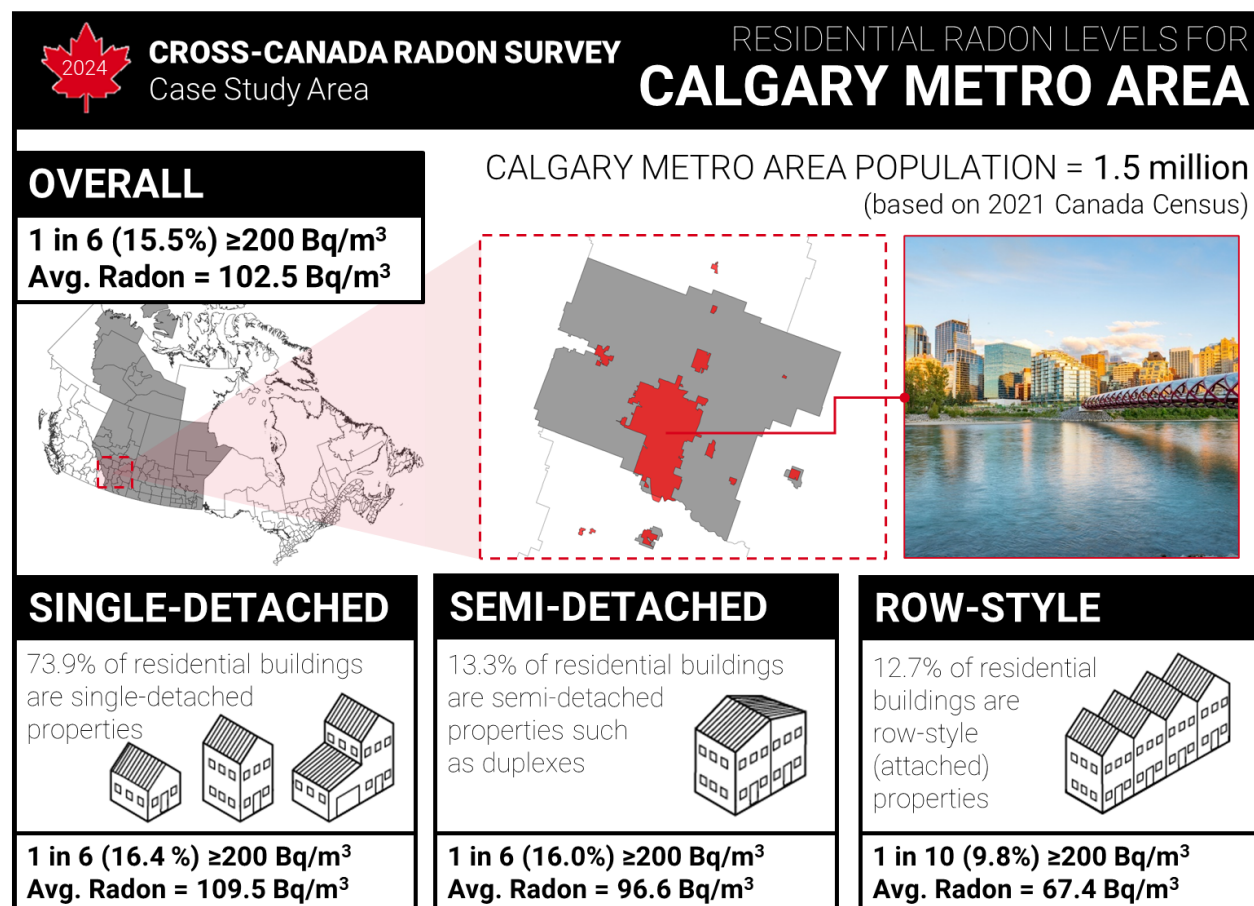 2024
CROSS-CANADA RADON SURVEY
Case Study Area
RESIDENTIAL RADON LEVELS FOR
CALGARY METRO AREA
OVERALL
1 in 6 (15.5%) ≥200 Bq/m³
Avg. Radon = 102.5 Bq/m³
CALGARY METRO AREA POPULATION = 1.5 million
(based on 2021 Canada Census)
SINGLE-DETACHED
73.9% of residential buildings
are single-detached
properties
1 in 6 (16.4 %) ≥200 Bq/m³
Avg. Radon = 109.5 Bq/m³
SEMI-DETACHED
13.3% of residential buildings
are semi-detached
properties such
as duplexes
1 in 6 (16.0%) ≥200 Bq/m³
Avg. Radon = 96.6 Bq/m³
ROW-STYLE
12.7% of residential
buildings are
row-style
(attached)
properties
1 in 10 (9.8%) ≥200 Bq/m³
Avg. Radon = 67.4 Bq/m³